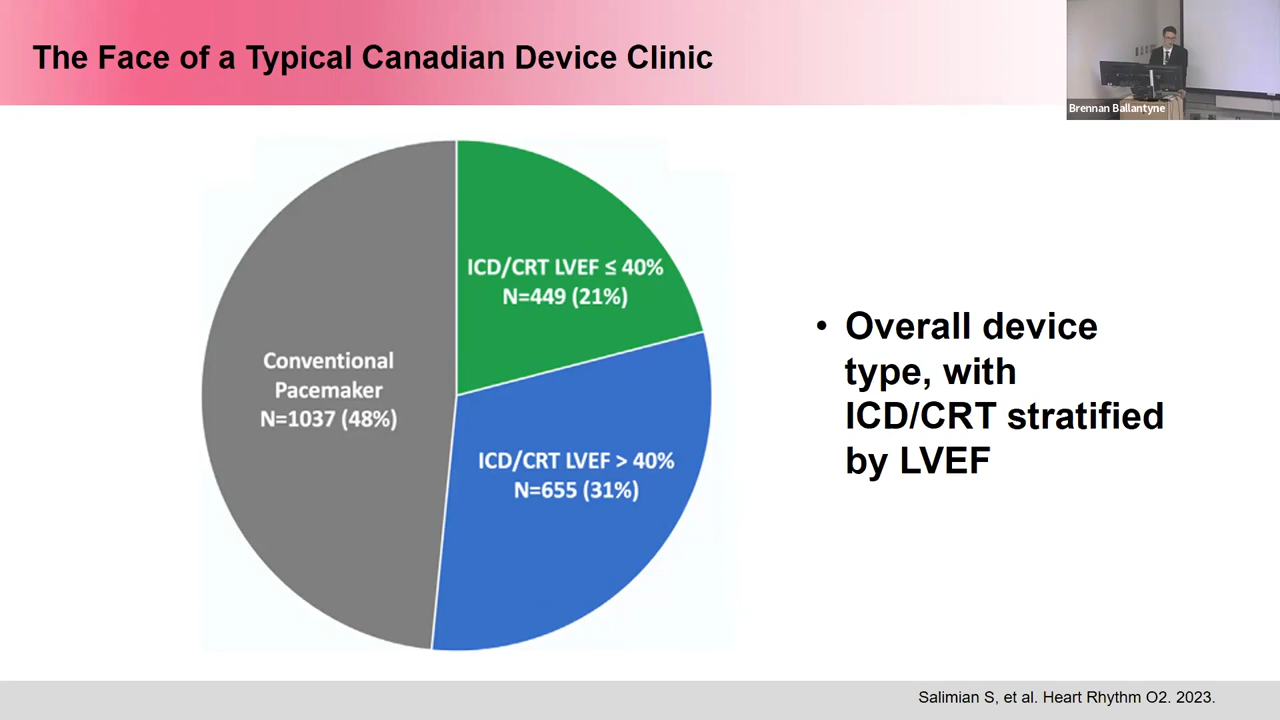 The Face of a Typical Canadian Device Clinic
Brennan Ballantyne
ICD/CRT LVEF ≤ 40%
N=449 (21%)
Conventional
Pacemaker
N=1037 (48%)
ICD/CRT LVEF > 40%
N=655 (31%)
• Overall device
type, with
ICD/CRT stratified
by LVEF
Salimian S, et al. Heart Rhythm O2. 2023.